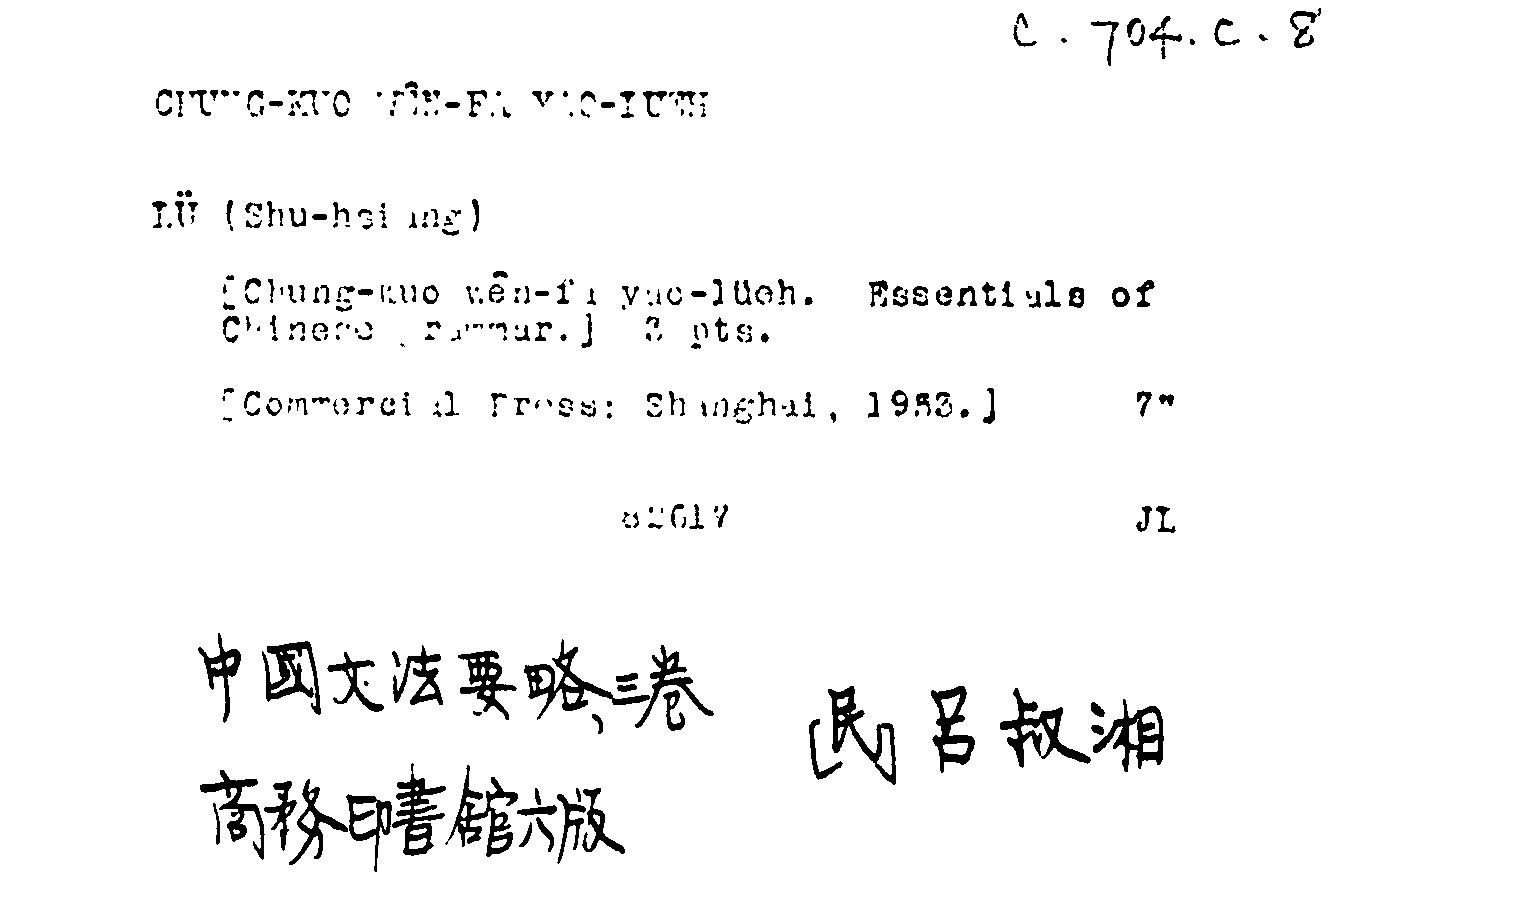 C. 704. C. 8
CHUNG-KUO WÊN-FA YAO-LÜEH
LÜ (Shu-hsiang)
[Chung-kuo wên-fa yao-lüeh. Essentials of
Chinese grammar.] 3 pts.
[Commercial Press: Shanghai, 1953.] 7"
82617 JL
中國文法要略、三卷
[民] 呂叔湘
商務印書館六版